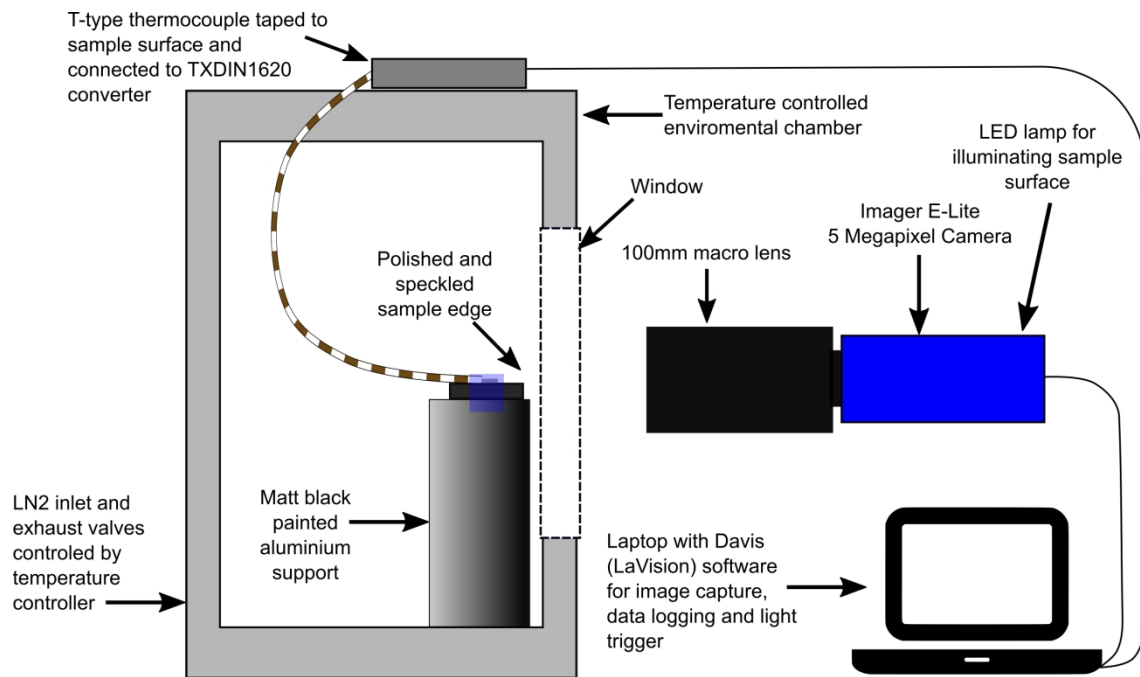 T-type thermocouple taped to
sample surface and
connected to TXDIN1620
converter
Temperature controlled
enviromental chamber
LED lamp for
illuminating sample
surface
Window
Imager E-Lite
5 Megapixel Camera
100mm macro lens
Polished and
speckled
sample edge
LN2 inlet and
exhaust valves
controled by
temperature
controller
Matt black
painted
aluminium
support
Laptop with Davis
(LaVision) software
for image capture,
data logging and light
trigger